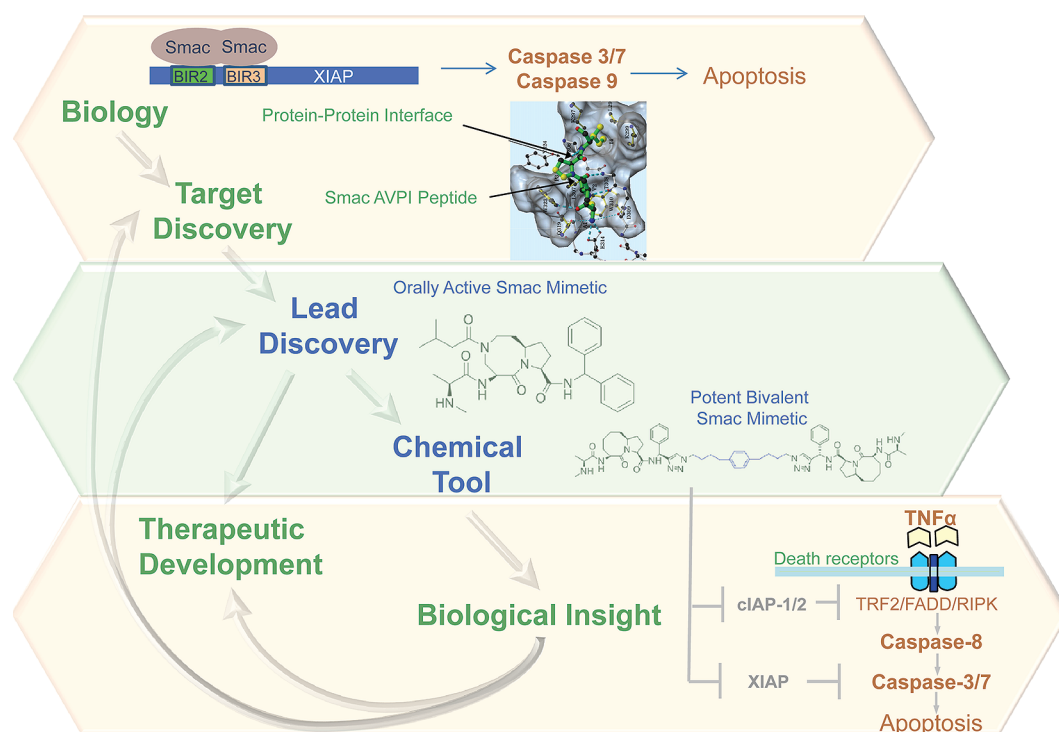 Smac Smac
BIR2 BIR3 XIAP
Caspase 3/7
Caspase 9
Apoptosis
Biology
Protein-Protein Interface
Smac AVPI Peptide
Target
Discovery
Orally Active Smac Mimetic
Lead
Discovery
Potent Bivalent
Smac Mimetic
Chemical
Tool
Therapeutic
Development
Biological Insight
TNFα
Death receptors
cIAP-1/2
TRF2/FADD/RIPK
Caspase-8
XIAP
Caspase-3/7
Apoptosis